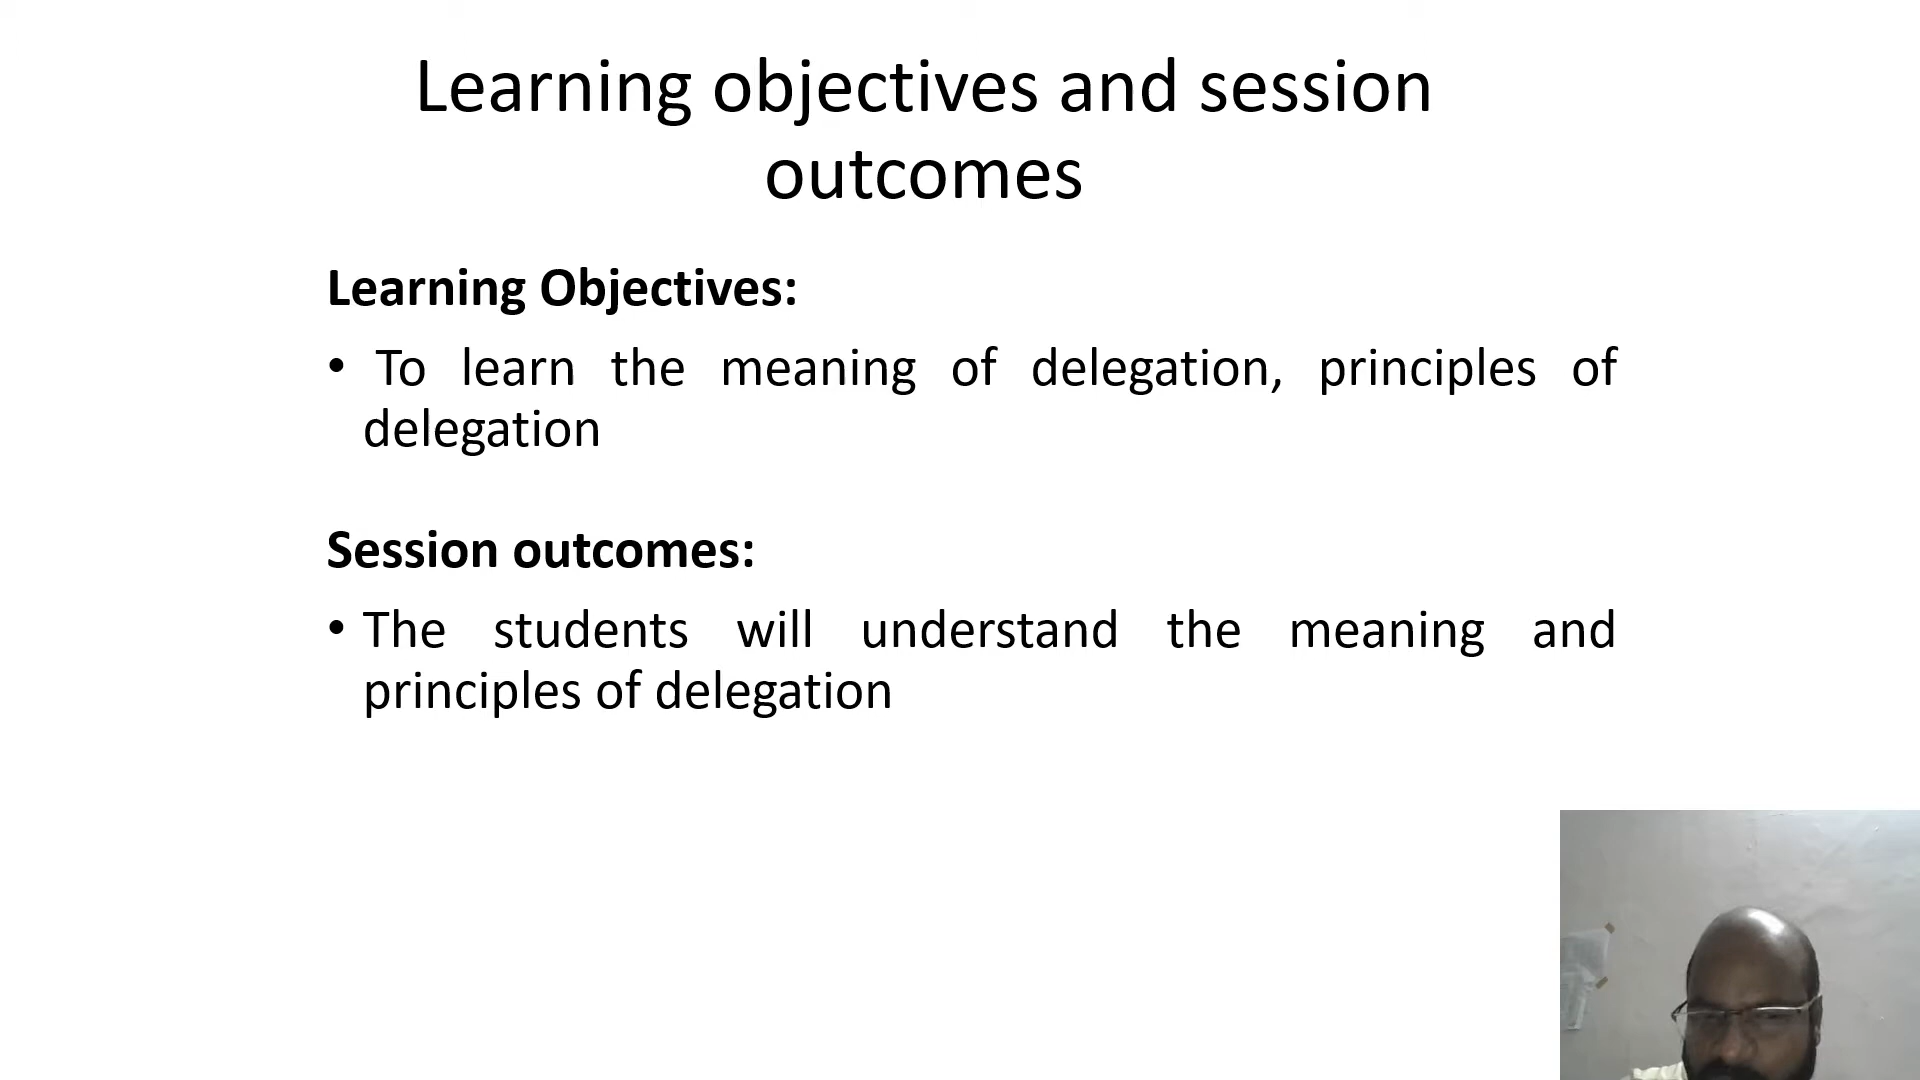 Learning objectives and session
outcomes
Learning Objectives:
• To learn the meaning of delegation, principles of
delegation
Session outcomes:
• The students will understand the meaning and
principles of delegation